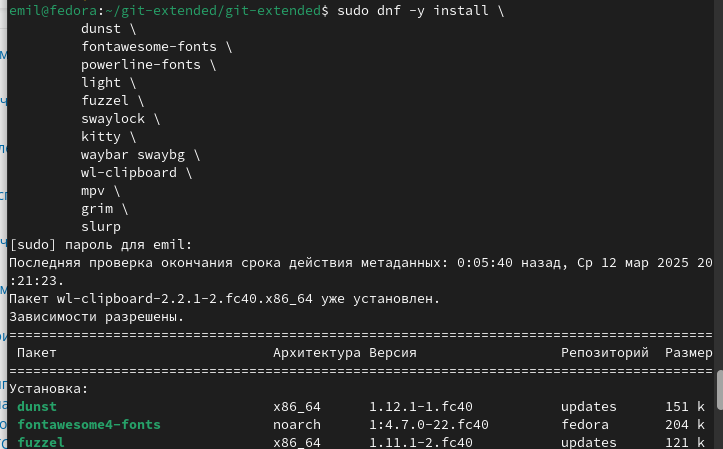 emil@fedora:~/git-extended/git-extended$ sudo dnf -y install \
dunst \
fontawesome-fonts \
powerline-fonts \
light \
fuzzel \
swaylock \
kitty \
waybar swaybg \
wl-clipboard \
mpv \
grim \
slurp
[sudo] пароль для emil:
Последняя проверка окончания срока действия метаданных: 0:05:40 назад, Ср 12 мар 2025 20
:21:23.
Пакет wl-clipboard-2.2.1-2.fc40.x86_64 уже установлен.
Зависимости разрешены.
================================================================================
Пакет Архитектура Версия Репозиторий Размер
================================================================================
Установка:
dunst x86_64 1.12.1-1.fc40 updates 151 k
fontawesome4-fonts noarch 1:4.7.0-22.fc40 fedora 204 k
fuzzel x86_64 1.11.1-2.fc40 updates 121 k